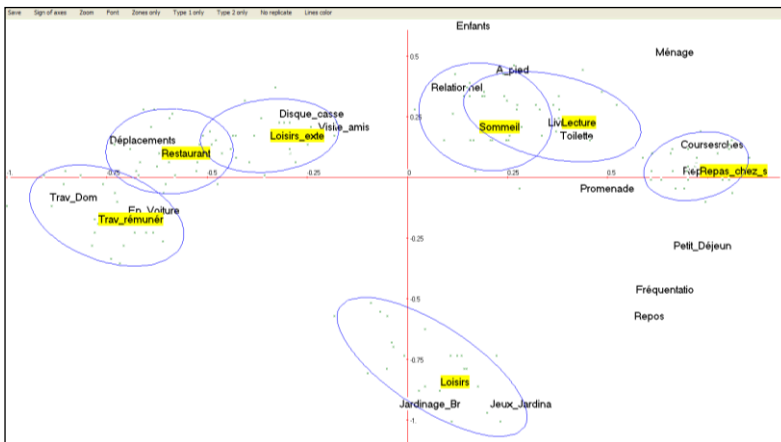 Save Sign of axes Zoom Font Zones only Type 1 only Type 2 only No replicate Lines color
Enfants
0.5
0.5
Ménage
A_pied
Relationnel
Disque_casse
0.25
Visite_amis
Sommeil
Lecture
Loisirs_exte
Toilette
Déplacements
Restaurant
Courses
Repas_chez_s
-1
-0.25
0.25
0.5
Promenade
Trav_Dom
En_Voiture
Trav_rémunér
-0.25
Petit_Déjeun
Fréquentatio
-0.5
Repos
-0.75
Loisirs
Jardinage_Br
Jeux_Jardina
-1